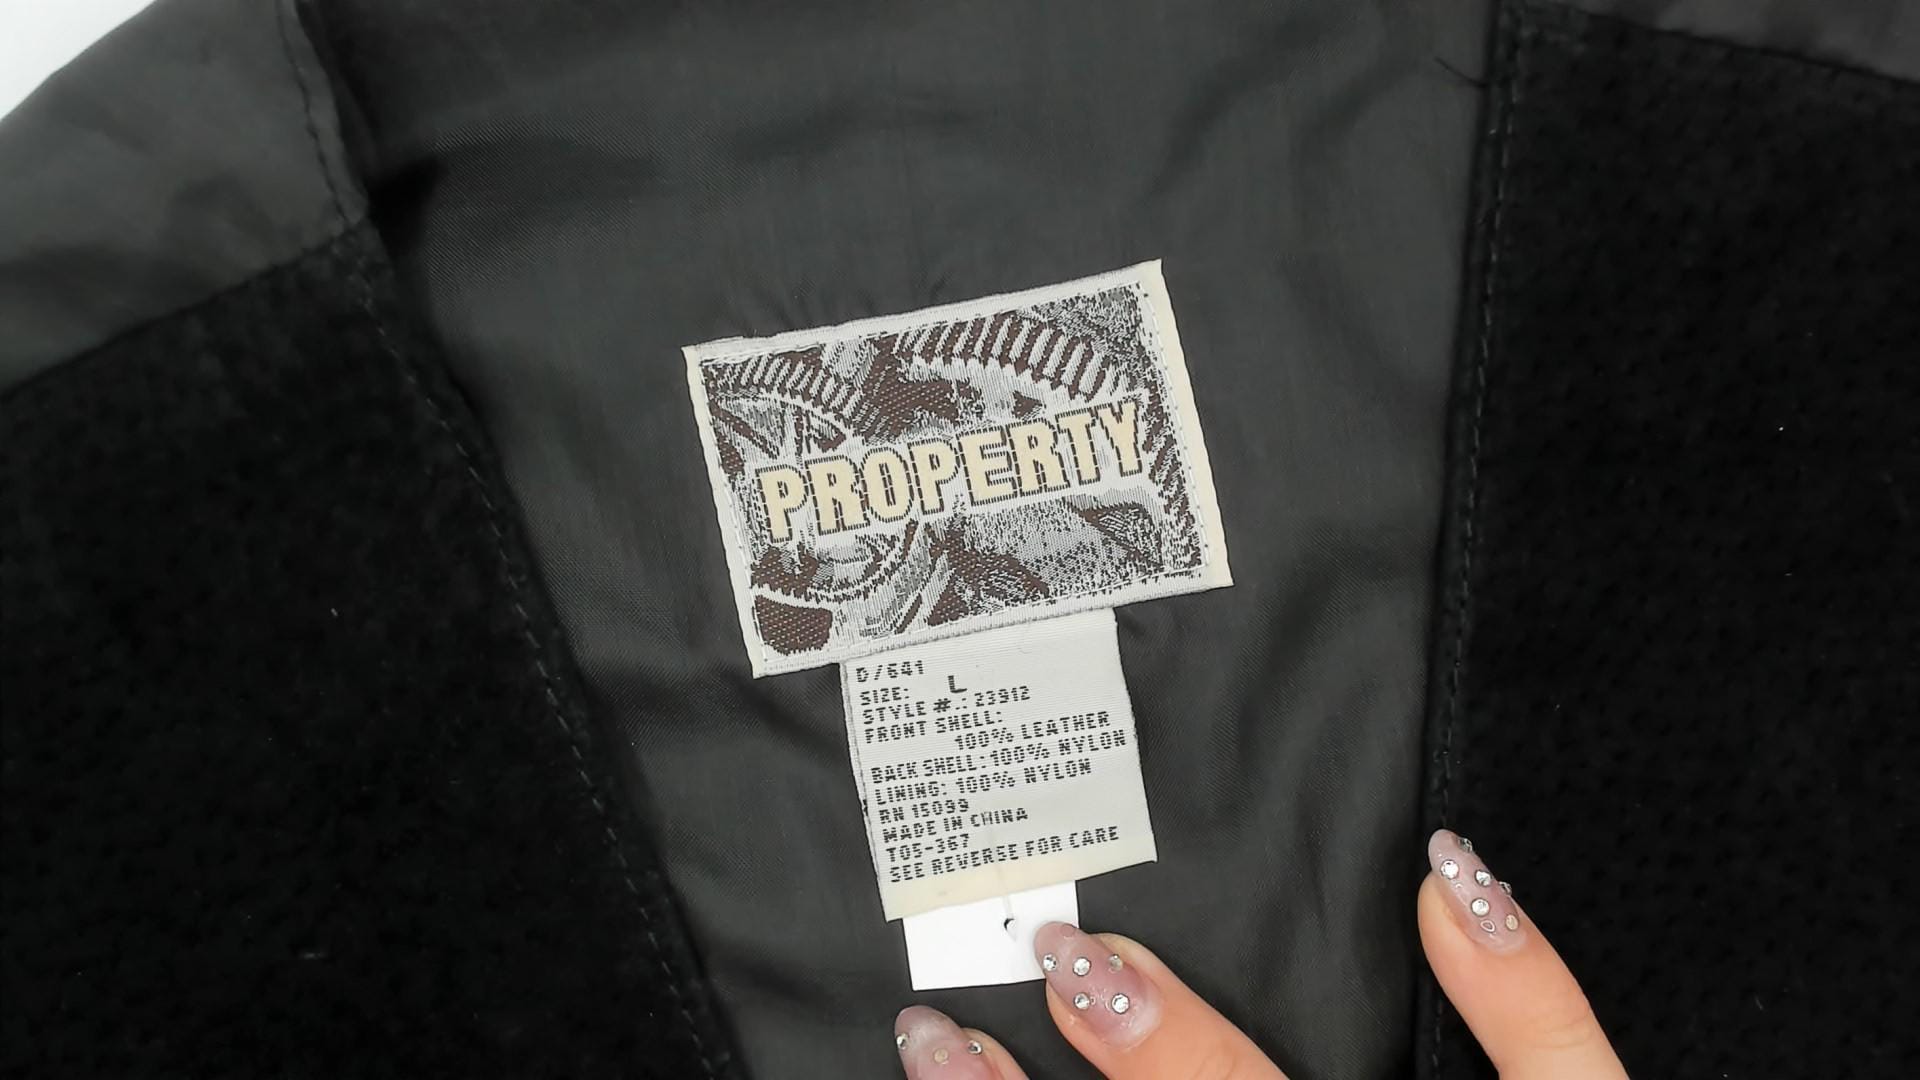 PROPERTY
D/641
SIZE: L
STYLE #.: 23912
FRONT SHELL:
100% LEATHER
BACK SHELL: 100% NYLON
LINING: 100% NYLON
RN 15099
MADE IN CHINA
T05-367
SEE REVERSE FOR CARE